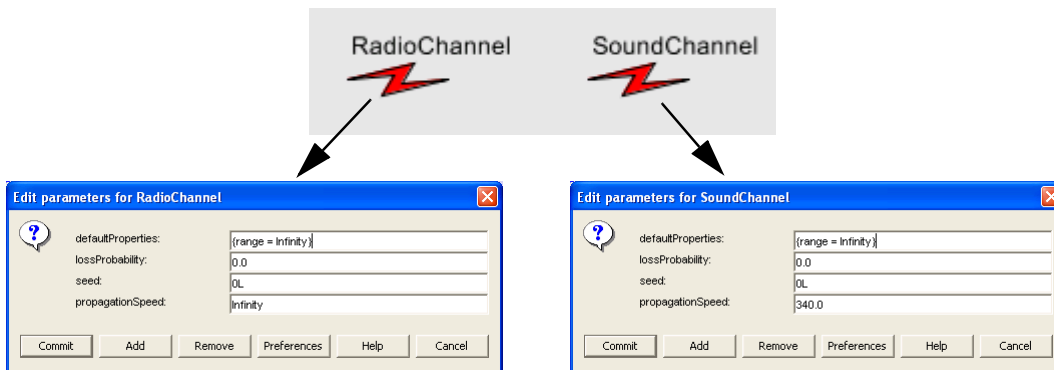 RadioChannel SoundChannel
Edit parameters for RadioChannel
?
defaultProperties: {range = Infinity}
lossProbability: 0.0
seed: 0L
propagationSpeed: Infinity
Commit Add Remove Preferences Help Cancel
Edit parameters for SoundChannel
?
defaultProperties: {range = Infinity}
lossProbability: 0.0
seed: 0L
propagationSpeed: 340.0
Commit Add Remove Preferences Help Cancel